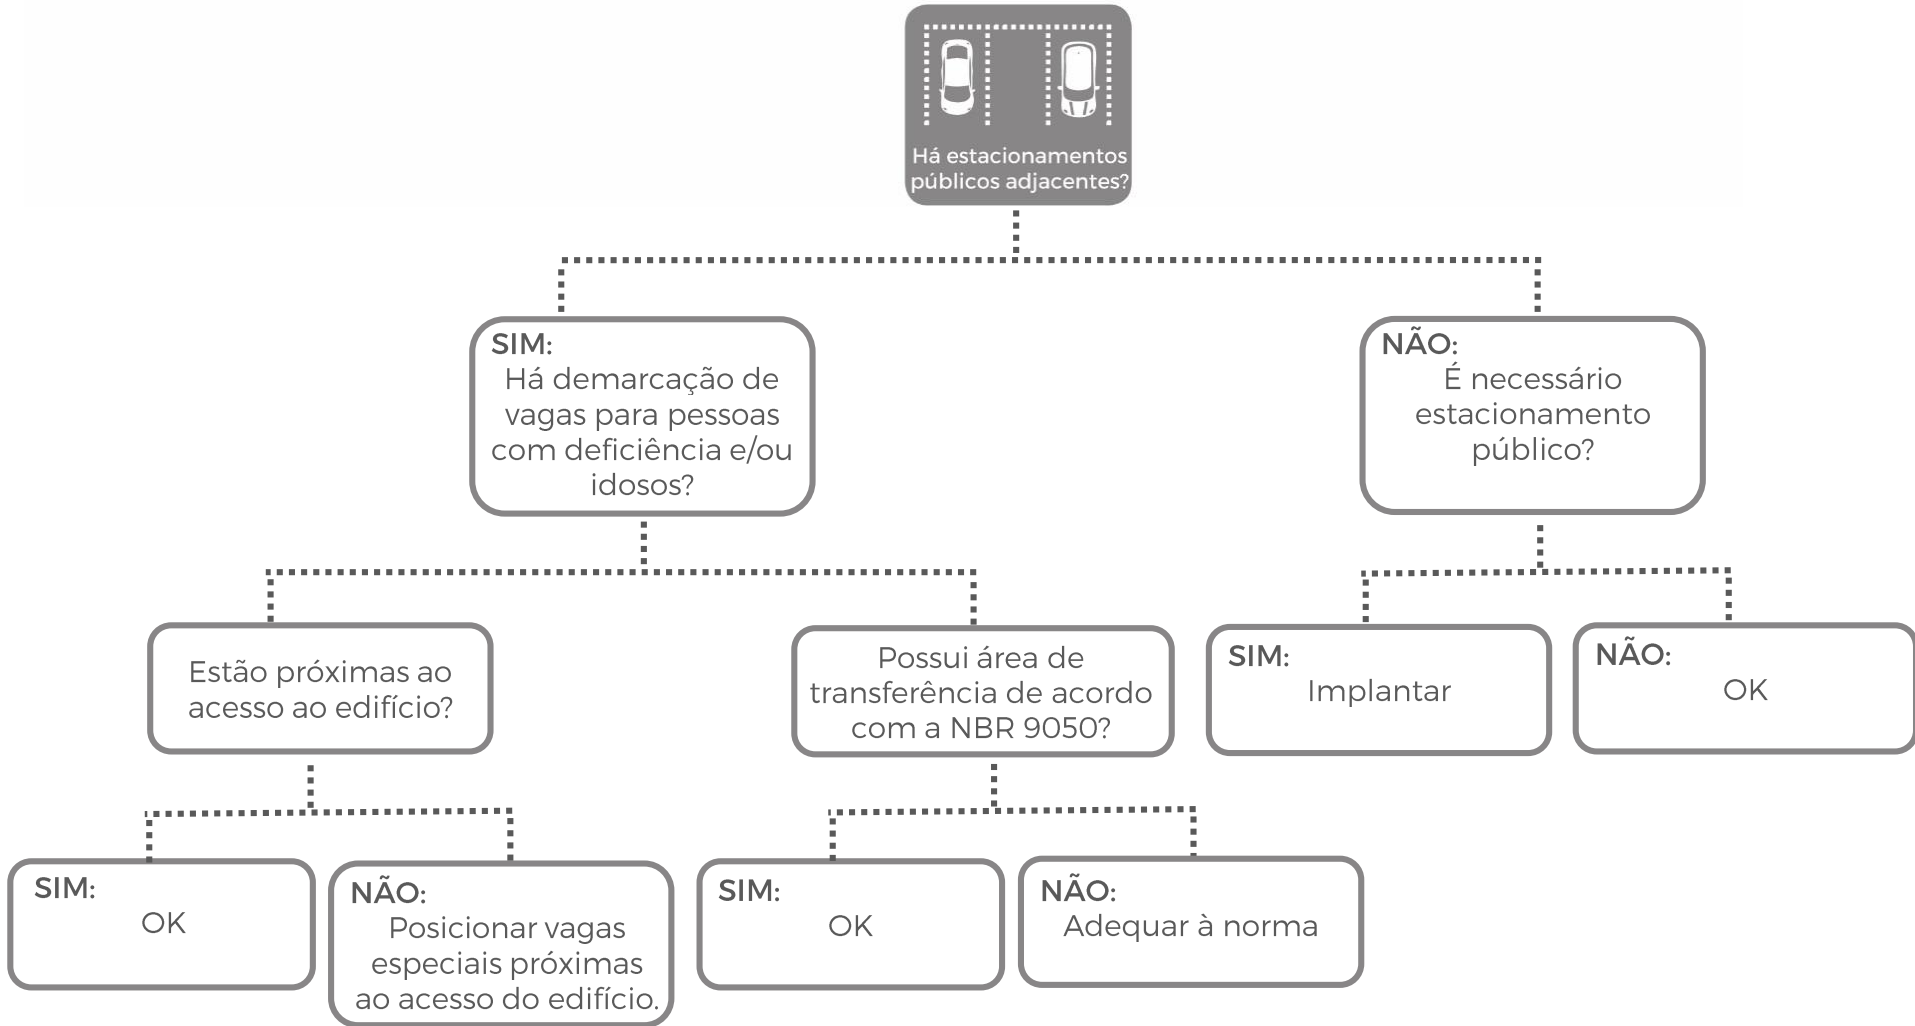 Há estacionamentos
públicos adjacentes?
SIM:
Há demarcação de
vagas para pessoas
com deficiência e/ou
idosos?
NÃO:
É necessário
estacionamento
público?
Estão próximas ao
acesso ao edifício?
Possui área de
transferência de acordo
com a NBR 9050?
SIM:
Implantar
NÃO:
OK
SIM:
OK
NÃO:
Posicionar vagas
especiais próximas
ao acesso do edifício.
SIM:
OK
NÃO:
Adequar à norma